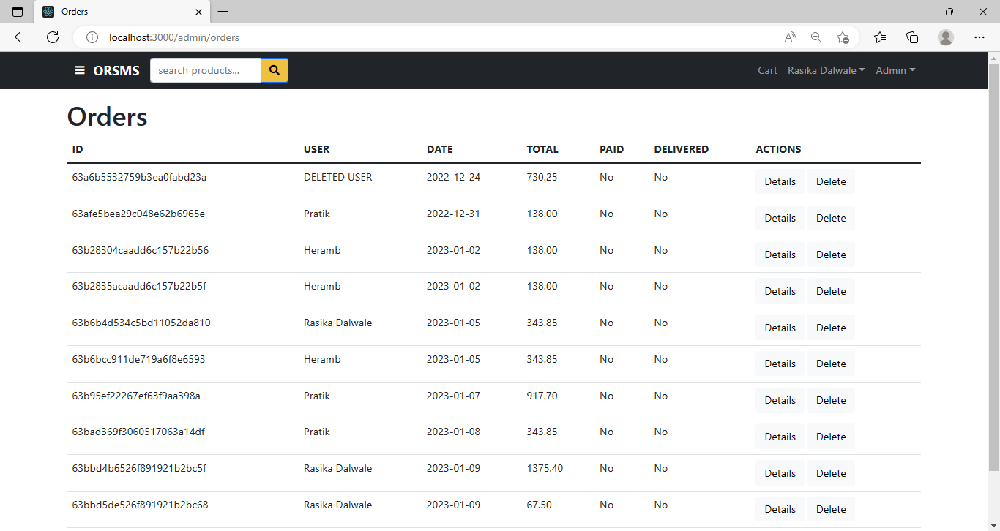 Orders
localhost:3000/admin/orders
ORSMS search products... Cart Rasika Dalwale Admin
Orders
ID USER DATE TOTAL PAID DELIVERED ACTIONS
63a6b5532759b3ea0fabd23a DELETED USER 2022-12-24 730.25 No No Details Delete
63afe5bea29c048e62b6965e Pratik 2022-12-31 138.00 No No Details Delete
63b28304caadd6c157b22b56 Heramb 2023-01-02 138.00 No No Details Delete
63b2835acaadd6c157b22b5f Heramb 2023-01-02 138.00 No No Details Delete
63b6b4d534c5bd11052da810 Rasika Dalwale 2023-01-05 343.85 No No Details Delete
63b6bcc911de719a6f8e6593 Heramb 2023-01-05 343.85 No No Details Delete
63b95ef22267ef63f9aa398a Pratik 2023-01-07 917.70 No No Details Delete
63bad369f3060517063a14df Pratik 2023-01-08 343.85 No No Details Delete
63bbd4b6526f891921b2bc5f Rasika Dalwale 2023-01-09 1375.40 No No Details Delete
63bbd5de526f891921b2bc68 Rasika Dalwale 2023-01-09 67.50 No No Details Delete